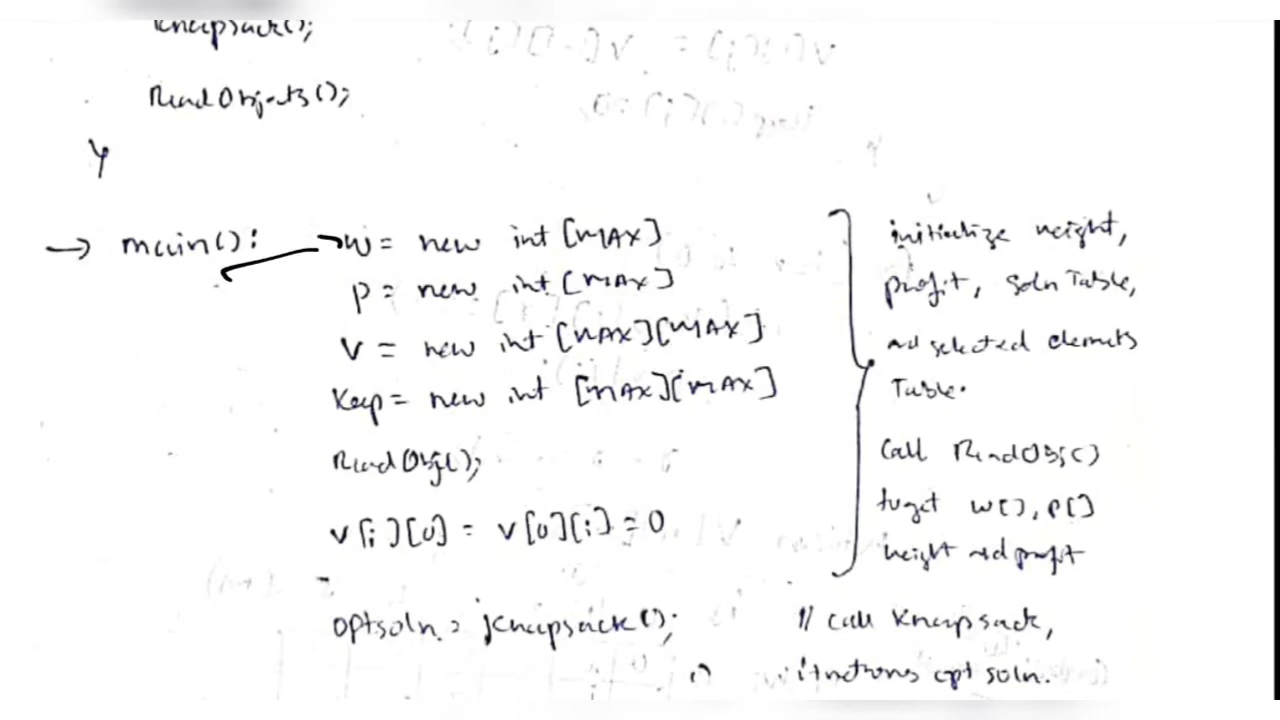 Knapsack();
ReadObjects();
}
→ main(): → w = new int [MAX]
p = new int [MAX]
v = new int [MAX][MAX]
Keep = new int [MAX][MAX]
ReadObj();
v[i][0] = v[0][i] = 0
optsoln = Knapsack();
initialize weight,
profit, soln Table,
and selected elements
Table.
Call ReadObj()
to get w[], p[]
weight and profit
// call Knapsack,
it returns opt soln.